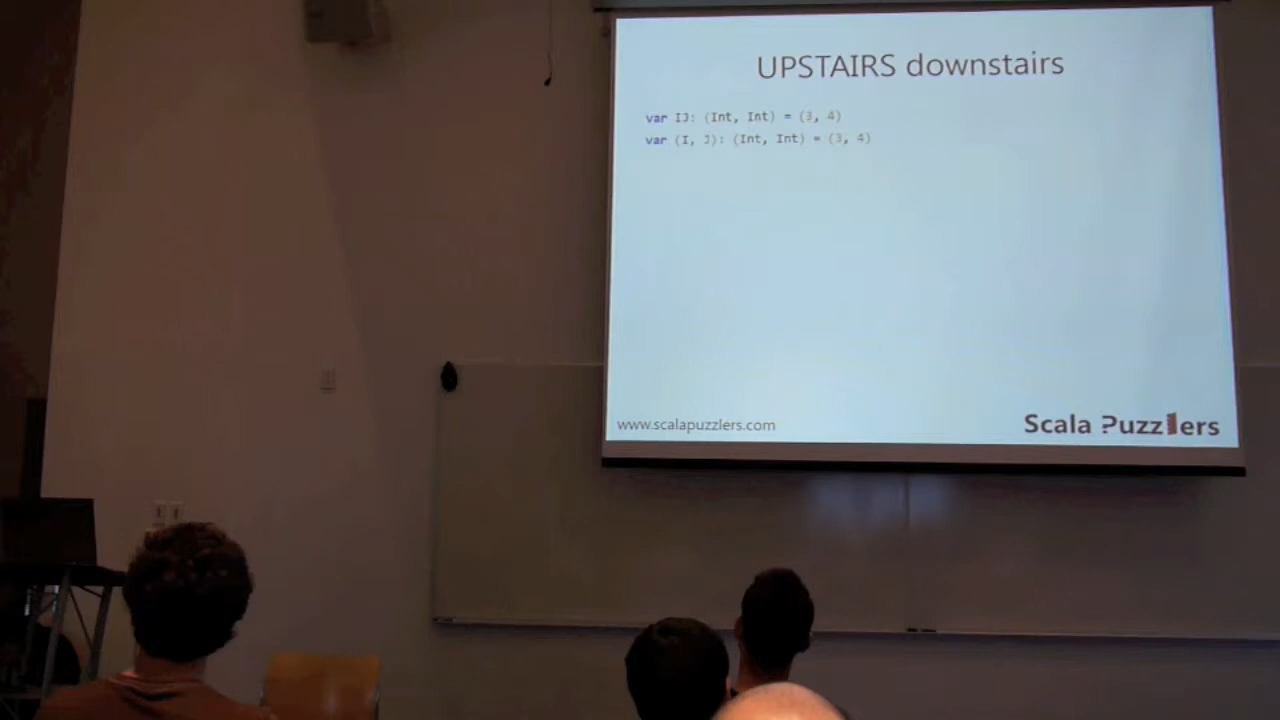 UPSTAIRS downstairs
var IJ: (Int, Int) = (3, 4)
var (I, J): (Int, Int) = (3, 4)
www.scalapuzzlers.com
Scala Puzzlers